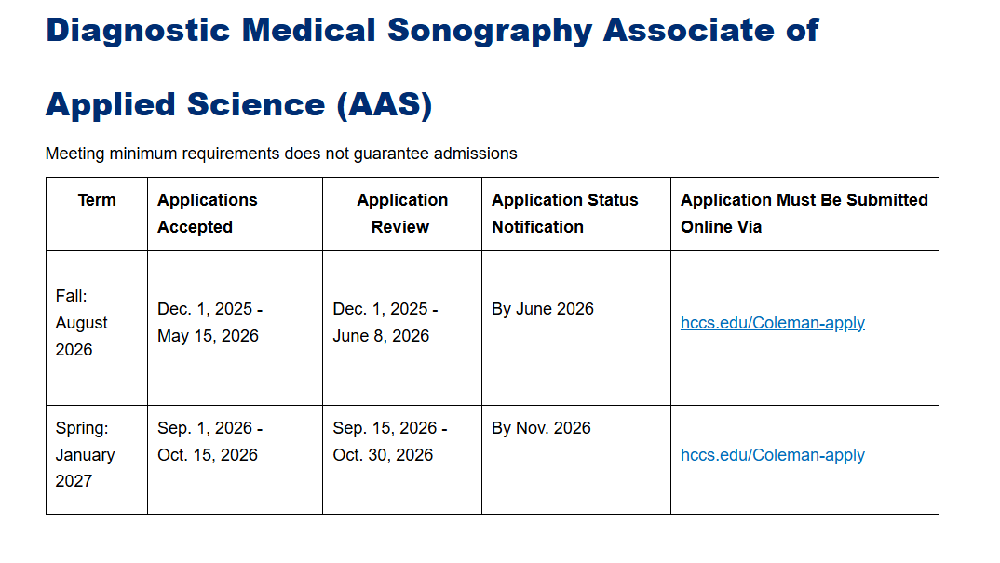 Diagnostic Medical Sonography Associate of
Applied Science (AAS)
Meeting minimum requirements does not guarantee admissions
Term
Applications
Accepted
Application
Review
Application Status
Notification
Application Must Be Submitted
Online Via
Fall:
August
2026
Dec. 1, 2025 -
May 15, 2026
Dec. 1, 2025 -
June 8, 2026
By June 2026
hccs.edu/Coleman-apply
Spring:
January
2027
Sep. 1, 2026 -
Oct. 15, 2026
Sep. 15, 2026 -
Oct. 30, 2026
By Nov. 2026
hccs.edu/Coleman-apply